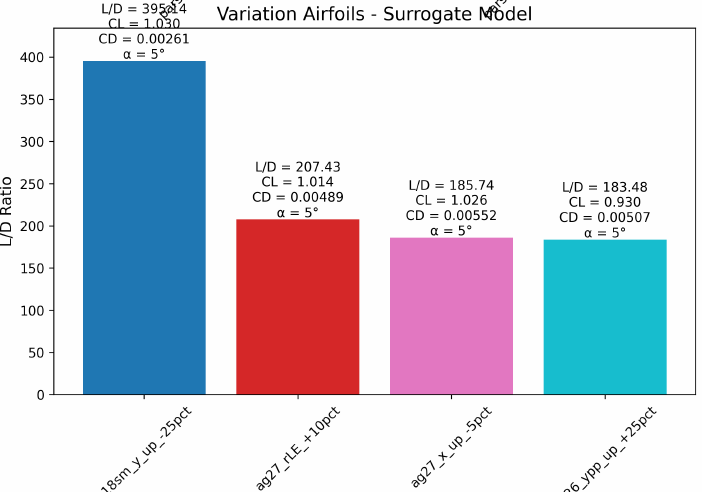 Variation Airfoils - Surrogate Model
L/D = 395.14
CL = 1.030
CD = 0.00261
α = 5°
L/D = 207.43
CL = 1.014
CD = 0.00489
α = 5°
L/D = 185.74
CL = 1.026
CD = 0.00552
α = 5°
L/D = 183.48
CL = 0.930
CD = 0.00507
α = 5°
L/D Ratio
400
350
300
250
200
150
100
50
0
18sm_y_up_-25pct
ag27_rLE_+10pct
ag27_x_up_-5pct
26_ypp_up_+25pct